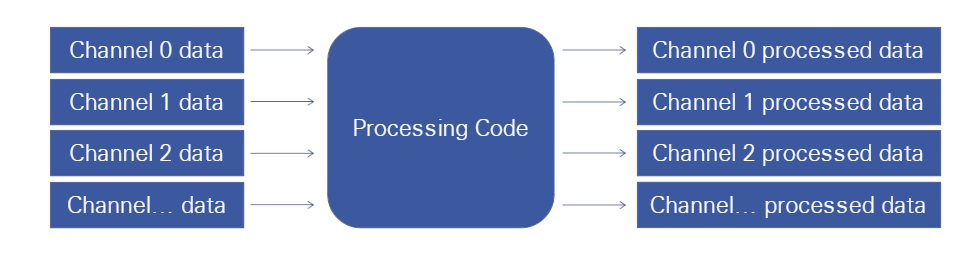 Channel 0 data
Channel 1 data
Channel 2 data
Channel... data
Processing Code
Channel 0 processed data
Channel 1 processed data
Channel 2 processed data
Channel... processed data